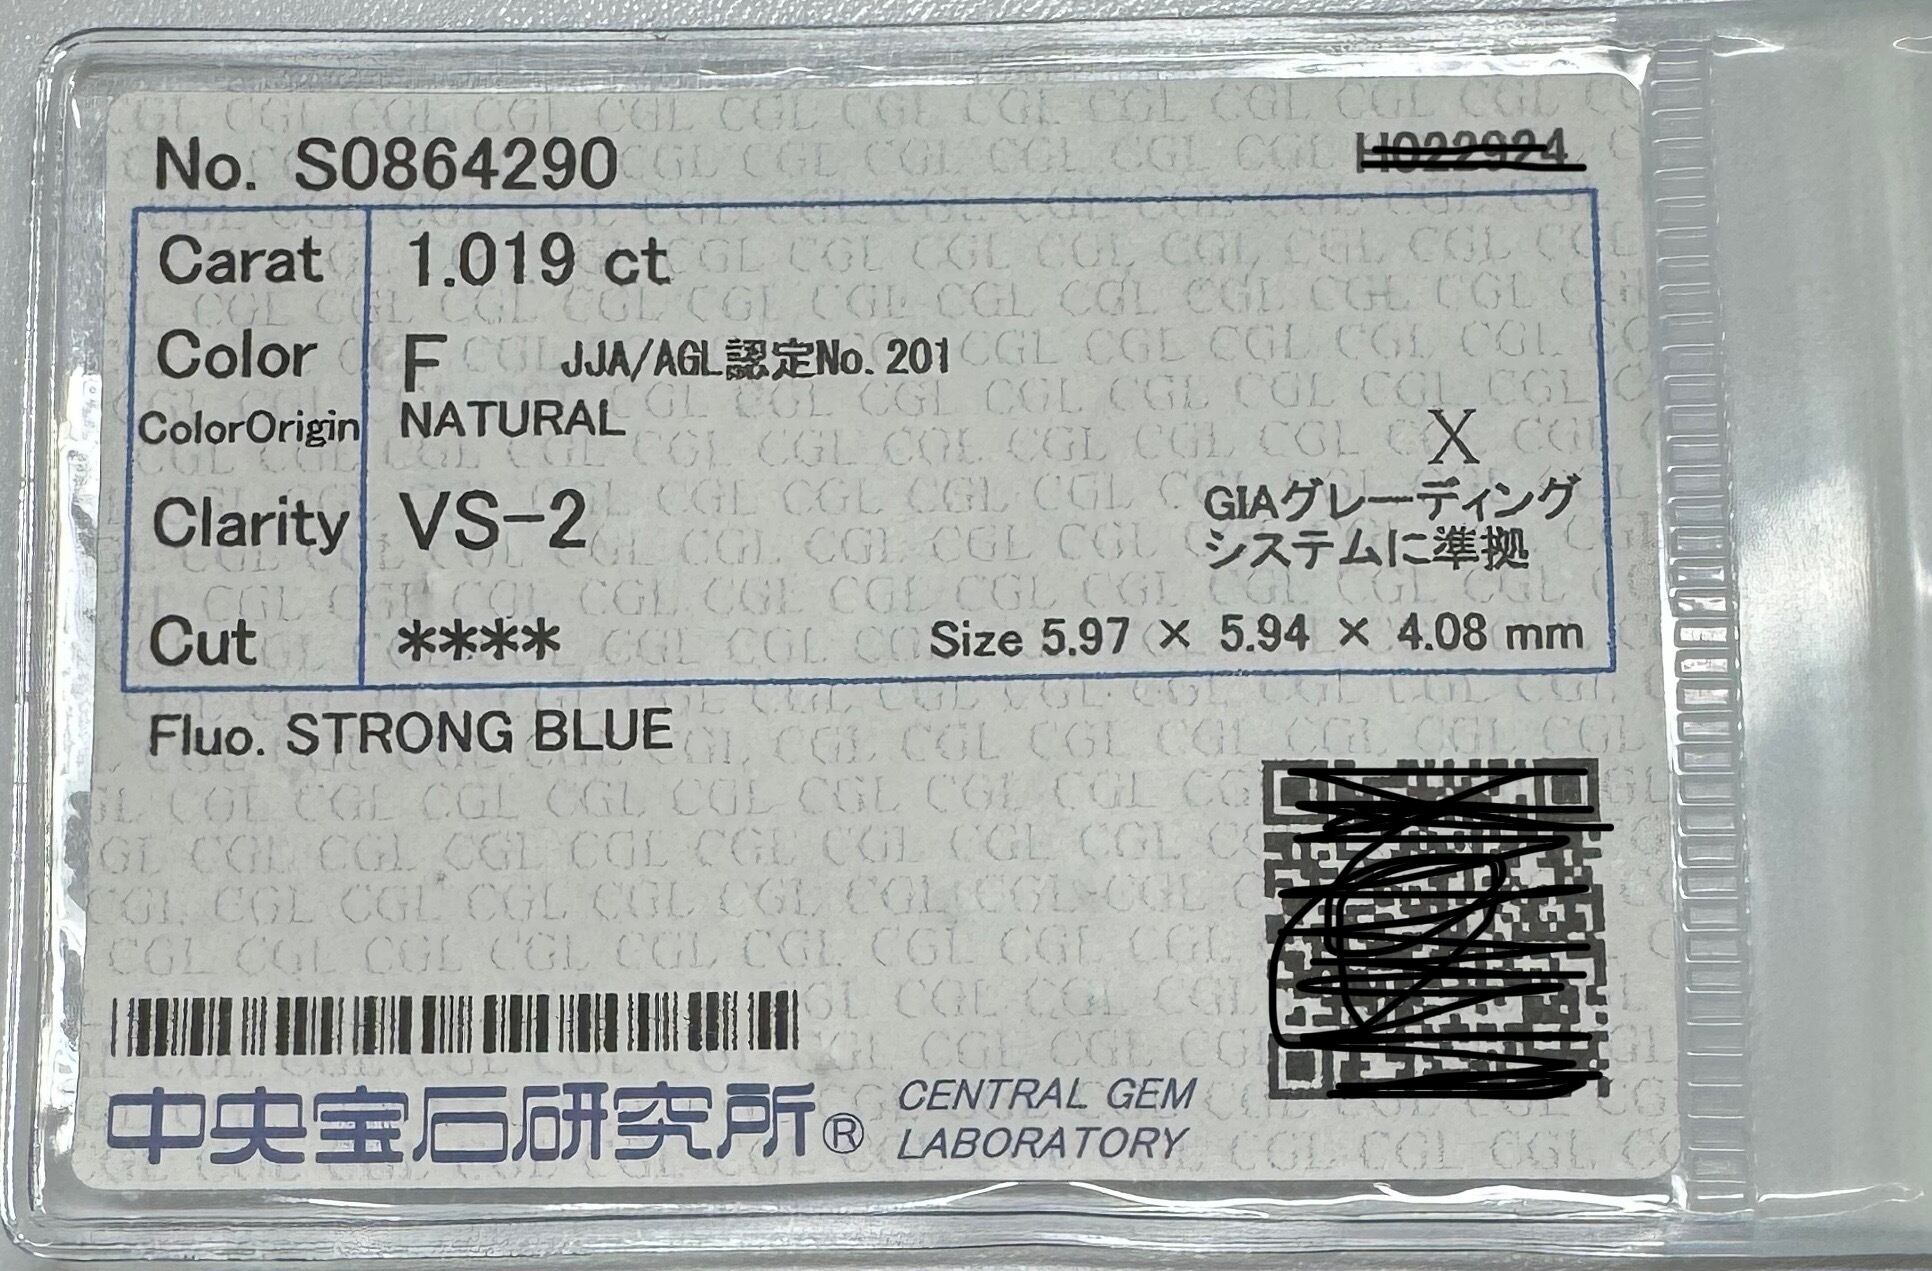 No. S0864290
H022924
Carat 1.019 ct
Color F JJA/AGL認定No. 201
ColorOrigin NATURAL
X
Clarity VS-2
GIAグレーディング
システムに準拠
Cut **** Size 5.97 × 5.94 × 4.08 mm
Fluo. STRONG BLUE
中央宝石研究所® CENTRAL GEM
LABORATORY